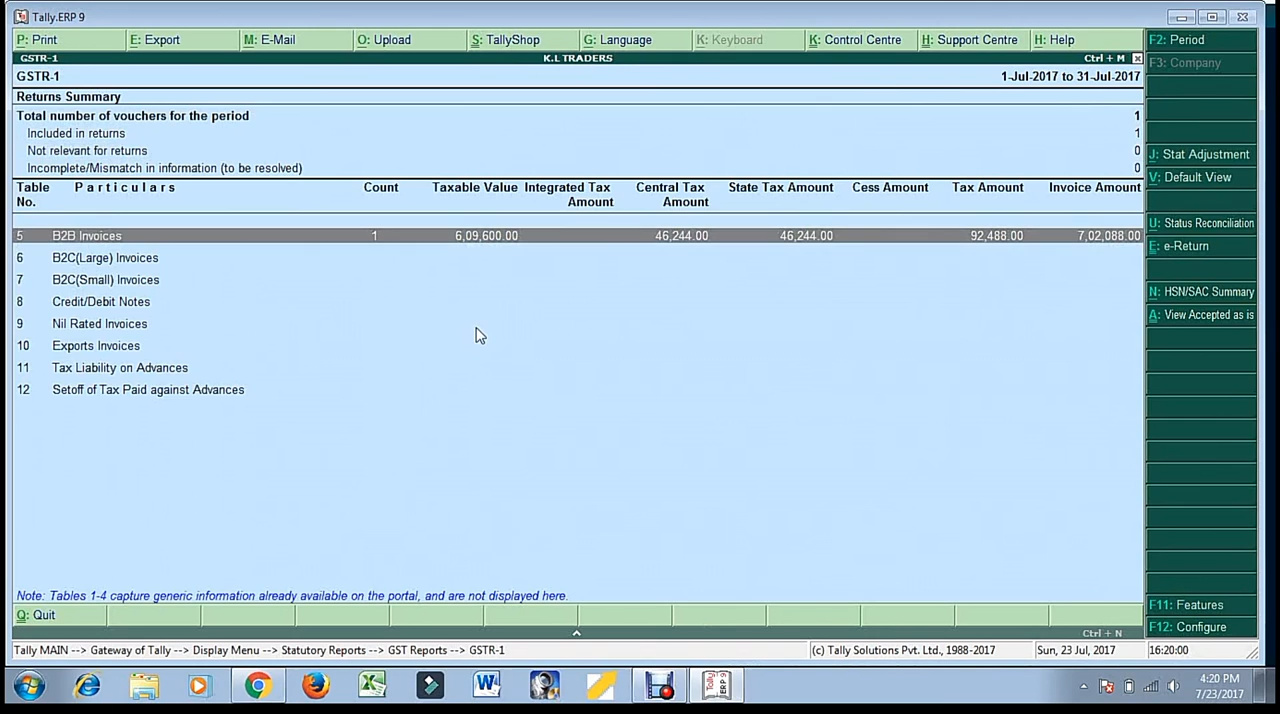 Tally.ERP 9
P: Print E: Export M: E-Mail O: Upload S: TallyShop G: Language K: Keyboard K: Control Centre H: Support Centre H: Help
F2: Period
GSTR-1 K.L TRADERS Ctrl + M
F3: Company
GSTR-1 1-Jul-2017 to 31-Jul-2017
Returns Summary
Total number of vouchers for the period 1
Included in returns 1
Not relevant for returns 0
Incomplete/Mismatch in information (to be resolved) 0
J: Stat Adjustment
V: Default View
U: Status Reconciliation
E: e-Return
N: HSN/SAC Summary
A: View Accepted as is
Table Particulars Count Taxable Value Integrated Tax Central Tax State Tax Amount Cess Amount Tax Amount Invoice Amount
No. Amount Amount
5 B2B Invoices 1 6,09,600.00 46,244.00 46,244.00 92,488.00 7,02,088.00
6 B2C(Large) Invoices
7 B2C(Small) Invoices
8 Credit/Debit Notes
9 Nil Rated Invoices
10 Exports Invoices
11 Tax Liability on Advances
12 Setoff of Tax Paid against Advances
Note: Tables 1-4 capture generic information already available on the portal, and are not displayed here.
F11: Features
Q: Quit
F12: Configure
Ctrl + N
Tally MAIN --> Gateway of Tally --> Display Menu --> Statutory Reports --> GST Reports --> GSTR-1 (c) Tally Solutions Pvt. Ltd., 1988-2017 Sun, 23 Jul, 2017 16:20:00
4:20 PM
7/23/2017